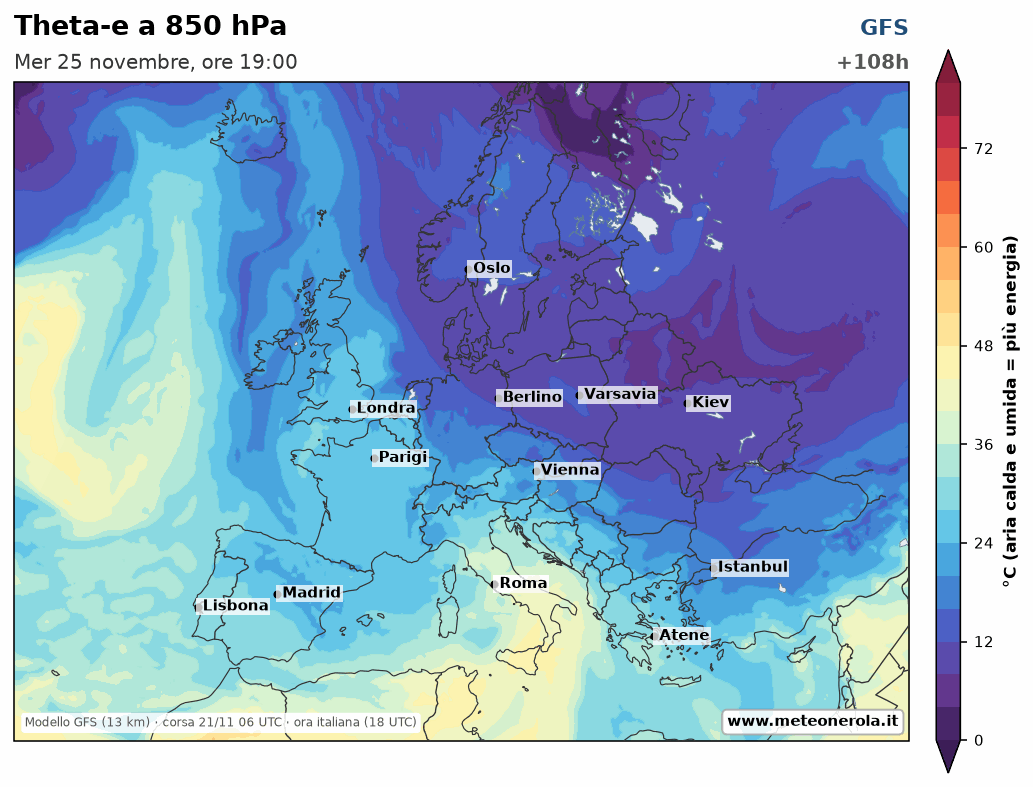 Theta-e a 850 hPa
GFS
Mer 25 novembre, ore 19:00
+108h
72
60
48
36
24
12
0
°C (aria calda e umida = più energia)
Oslo
Berlino
Varsavia
Kiev
Londra
Parigi
Vienna
Istanbul
Roma
Madrid
Lisbona
Atene
Modello GFS (13 km) · corsa 21/11 06 UTC · ora italiana (18 UTC)
www.meteonerola.it